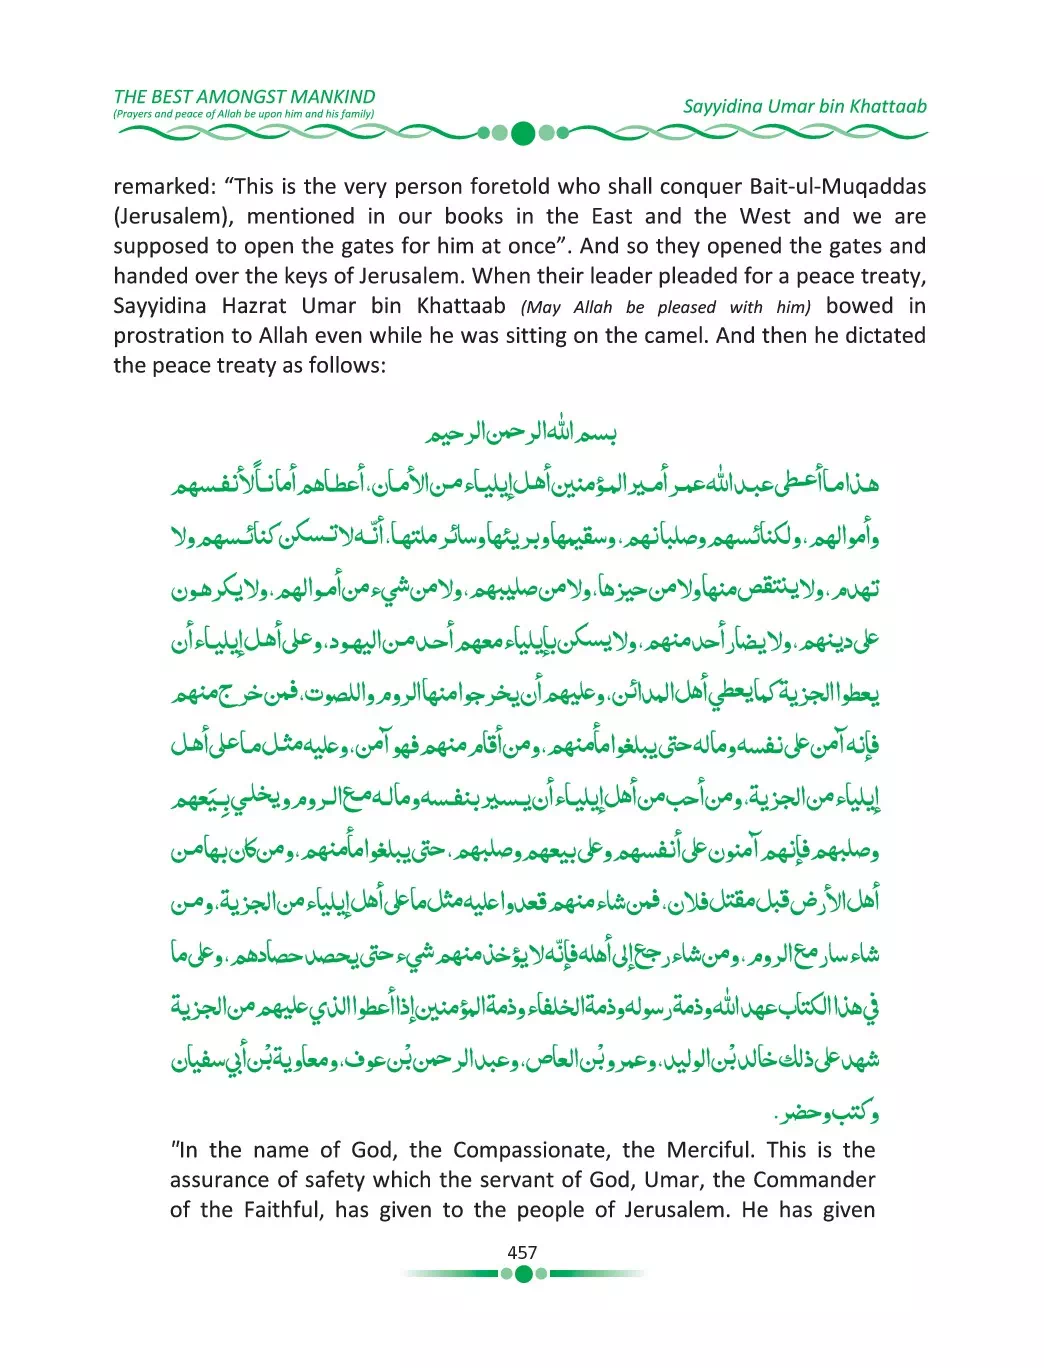 THE BEST AMONGST MANKIND
(Prayers and peace of Allah be upon him and his family)
Sayyidina Umar bin Khattaab
remarked: “This is the very person foretold who shall conquer Bait-ul-Muqaddas
(Jerusalem), mentioned in our books in the East and the West and we are
supposed to open the gates for him at once”. And so they opened the gates and
handed over the keys of Jerusalem. When their leader pleaded for a peace treaty,
Sayyidina Hazrat Umar bin Khattaab (May Allah be pleased with him) bowed in
prostration to Allah even while he was sitting on the camel. And then he dictated
the peace treaty as follows:
بسم الله الرحمن الرحيم
هذا ما أعطى عبد الله عمر أمير المؤمنين أهل إيلياء من الأمان، أعطاهم أماناً لأنفسهم
وأموالهم، ولكنائسهم وصلبانهم، وسقيمها وبريئها وسائر ملتها، أنّه لا تسكن كنائسهم ولا
تهدم، ولا ينتقص منها ولا من حيزها، ولا من صليبهم، ولا من شيء من أموالهم، ولا يكرهون
على دينهم، ولا يضار أحد منهم، ولا يسكن بإيلياء معهم أحد من اليهود، وعلى أهل إيلياء أن
يعطوا الجزية كما يعطي أهل المدائن، وعليهم أن يخرجوا منها الروم واللصوت، فمن خرج منهم
فإنه آمن على نفسه وماله حتى يبلغوا مأمنهم، ومن أقام منهم فهو آمن، وعليه مثل ما على أهل
إيلياء من الجزية، ومن أحب من أهل إيلياء أن يسير بنفسه وماله مع الروم ويخلي بِيَعهم
وصلبهم فإنهم آمنون على أنفسهم وعلى بيعهم وصلبهم، حتى يبلغوا مأمنهم، ومن كان بها من
أهل الأرض قبل مقتل فلان، فمن شاء منهم قعدوا عليه مثل ما على أهل إيلياء من الجزية، ومن
شاء سار مع الروم، ومن شاء رجع إلى أهله فإنّه لا يؤخذ منهم شيء حتى يحصد حصادهم، وعلى ما
في هذا الكتاب عهد الله وذمة رسوله وذمة الخلفاء وذمة المؤمنين إذا أعطوا الذي عليهم من الجزية
شهد على ذلك خالد بْن الوليد، وعمرو بْن العاص، وعبد الرحمن بْن عوف، ومعاوية بْن أبي سفيان
وكتب وحضر.
"In the name of God, the Compassionate, the Merciful. This is the
assurance of safety which the servant of God, Umar, the Commander
of the Faithful, has given to the people of Jerusalem. He has given
457